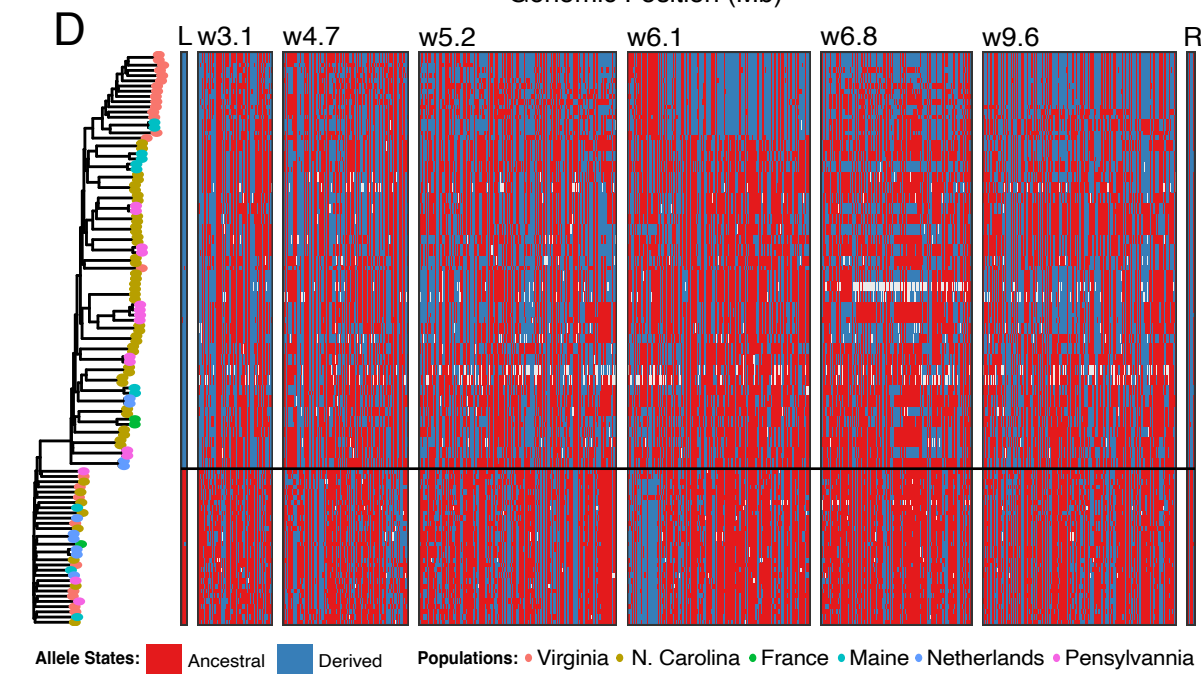 Genomic Position (Mb)
D
L w3.1 w4.7 w5.2 w6.1 w6.8 w9.6 R
Allele States: Ancestral Derived Populations: Virginia N. Carolina France Maine Netherlands Pensylvannia